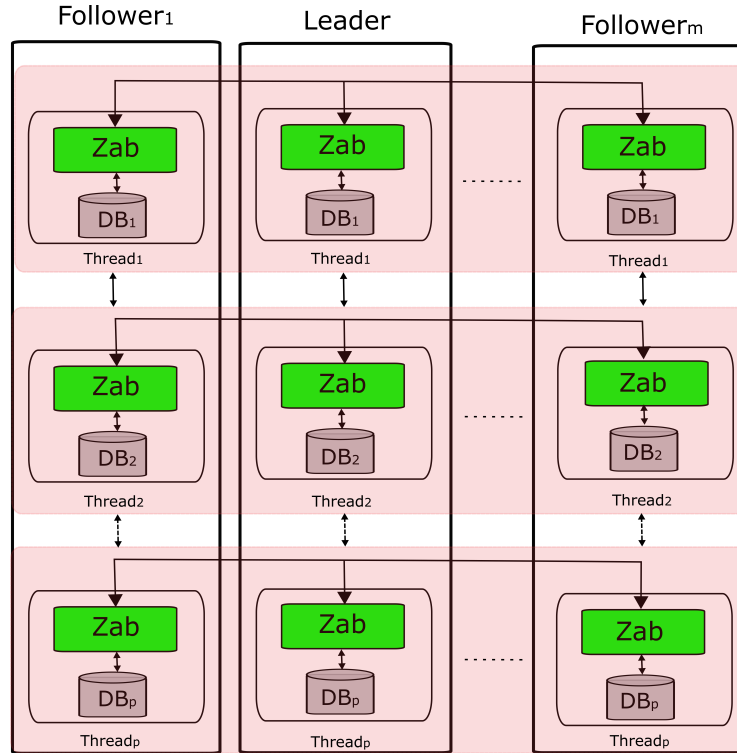 Follower₁ Leader Followerₘ
Zab Zab Zab
DB₁ DB₁ DB₁
Thread₁ Thread₁ Thread₁
Zab Zab Zab
DB₂ DB₂ DB₂
Thread₂ Thread₂ Thread₂
Zab Zab Zab
DBₚ DBₚ DBₚ
Threadₚ Threadₚ Threadₚ